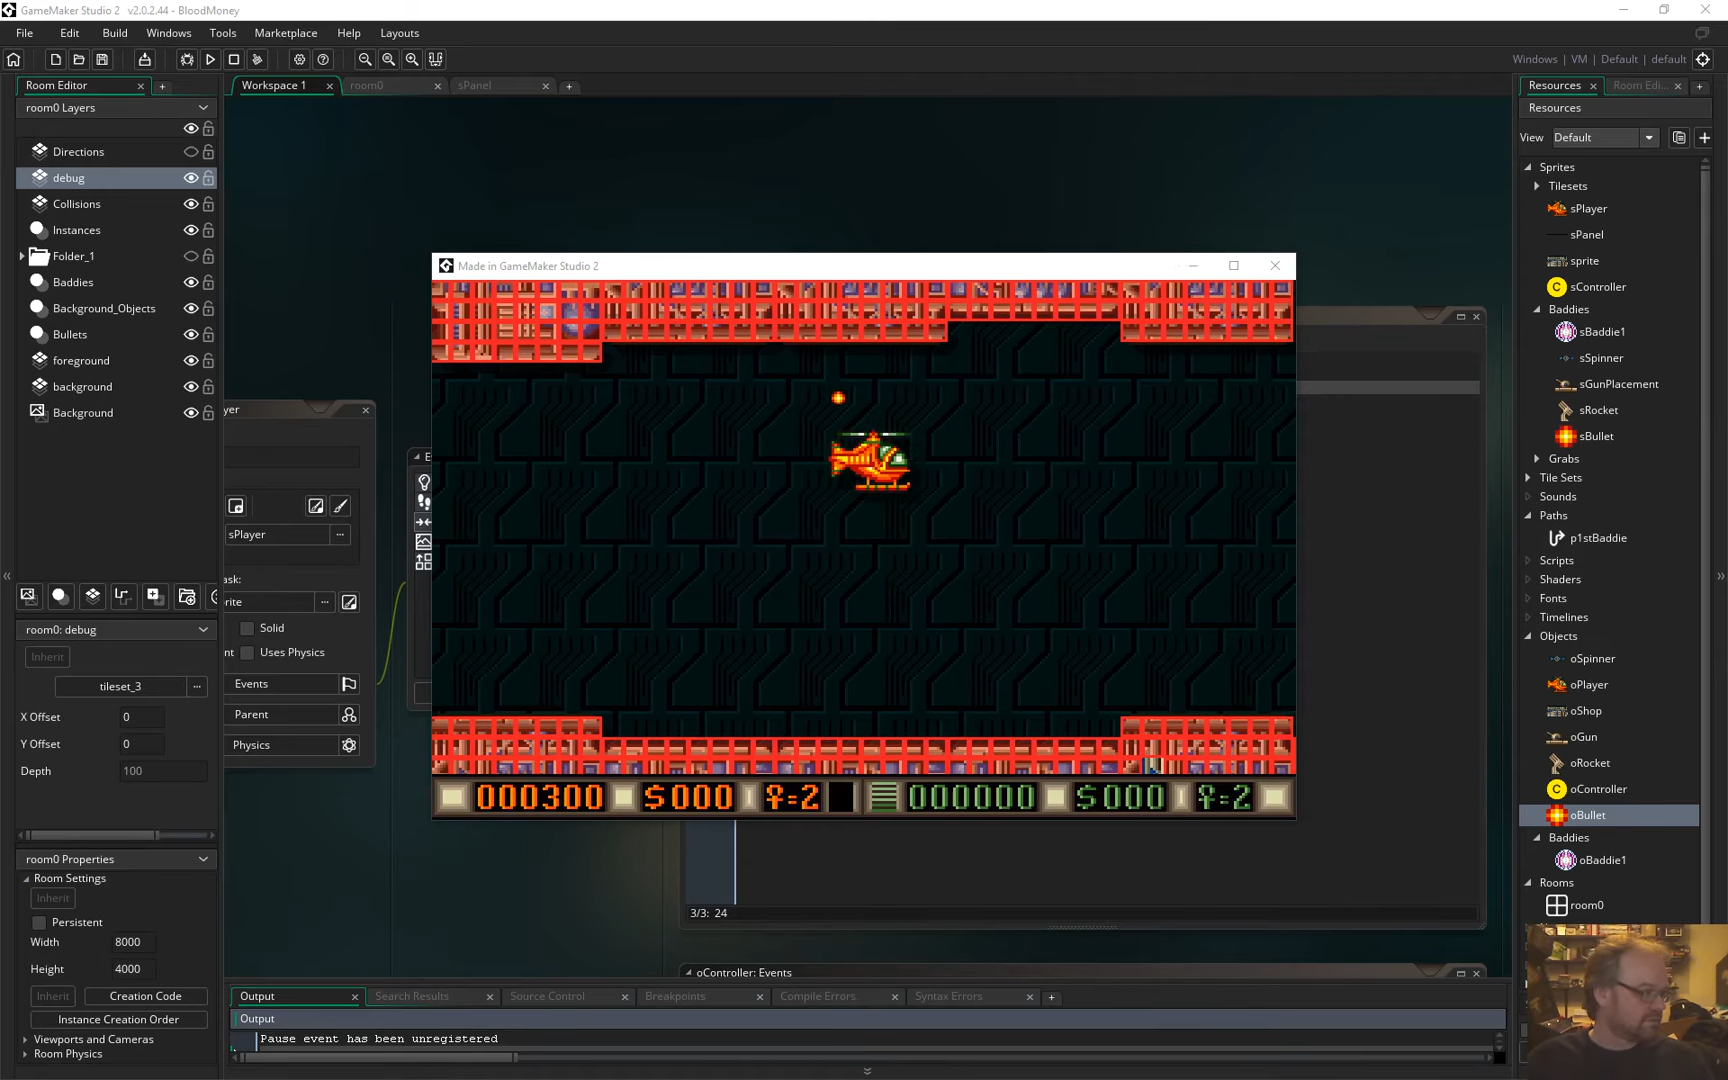 GameMaker Studio 2   v2.0.2.44 - BloodMoney
File Edit Build Windows Tools Marketplace Help Layouts
Windows | VM | Default | default
Room Editor
Workspace 1
room0
sPanel
Resources
Room Edi...
room0 Layers
Resources
View Default
Directions
debug
Collisions
Instances
Folder_1
Baddies
Background_Objects
Bullets
foreground
background
Background
room0: debug
Inherit
tileset_3
X Offset 0
Y Offset 0
Depth 100
room0 Properties
Room Settings
Inherit
Persistent
Width 8000
Height 4000
Inherit Creation Code
Instance Creation Order
Viewports and Cameras
Room Physics
yer
sPlayer
ask:
rite
Solid
nt Uses Physics
Events
Parent
Physics
E
Made in GameMaker Studio 2
000300 $000 =2 000000 $000 =2
3/3: 24
oController: Events
Output
Search Results
Source Control
Breakpoints
Compile Errors
Syntax Errors
Output
Pause event has been unregistered
Sprites
Tilesets
sPlayer
sPanel
sprite
C sController
Baddies
sBaddie1
sSpinner
sGunPlacement
sRocket
sBullet
Grabs
Tile Sets
Sounds
Paths
p1stBaddie
Scripts
Shaders
Fonts
Timelines
Objects
oSpinner
oPlayer
oShop
oGun
oRocket
C oController
oBullet
Baddies
oBaddie1
Rooms
room0